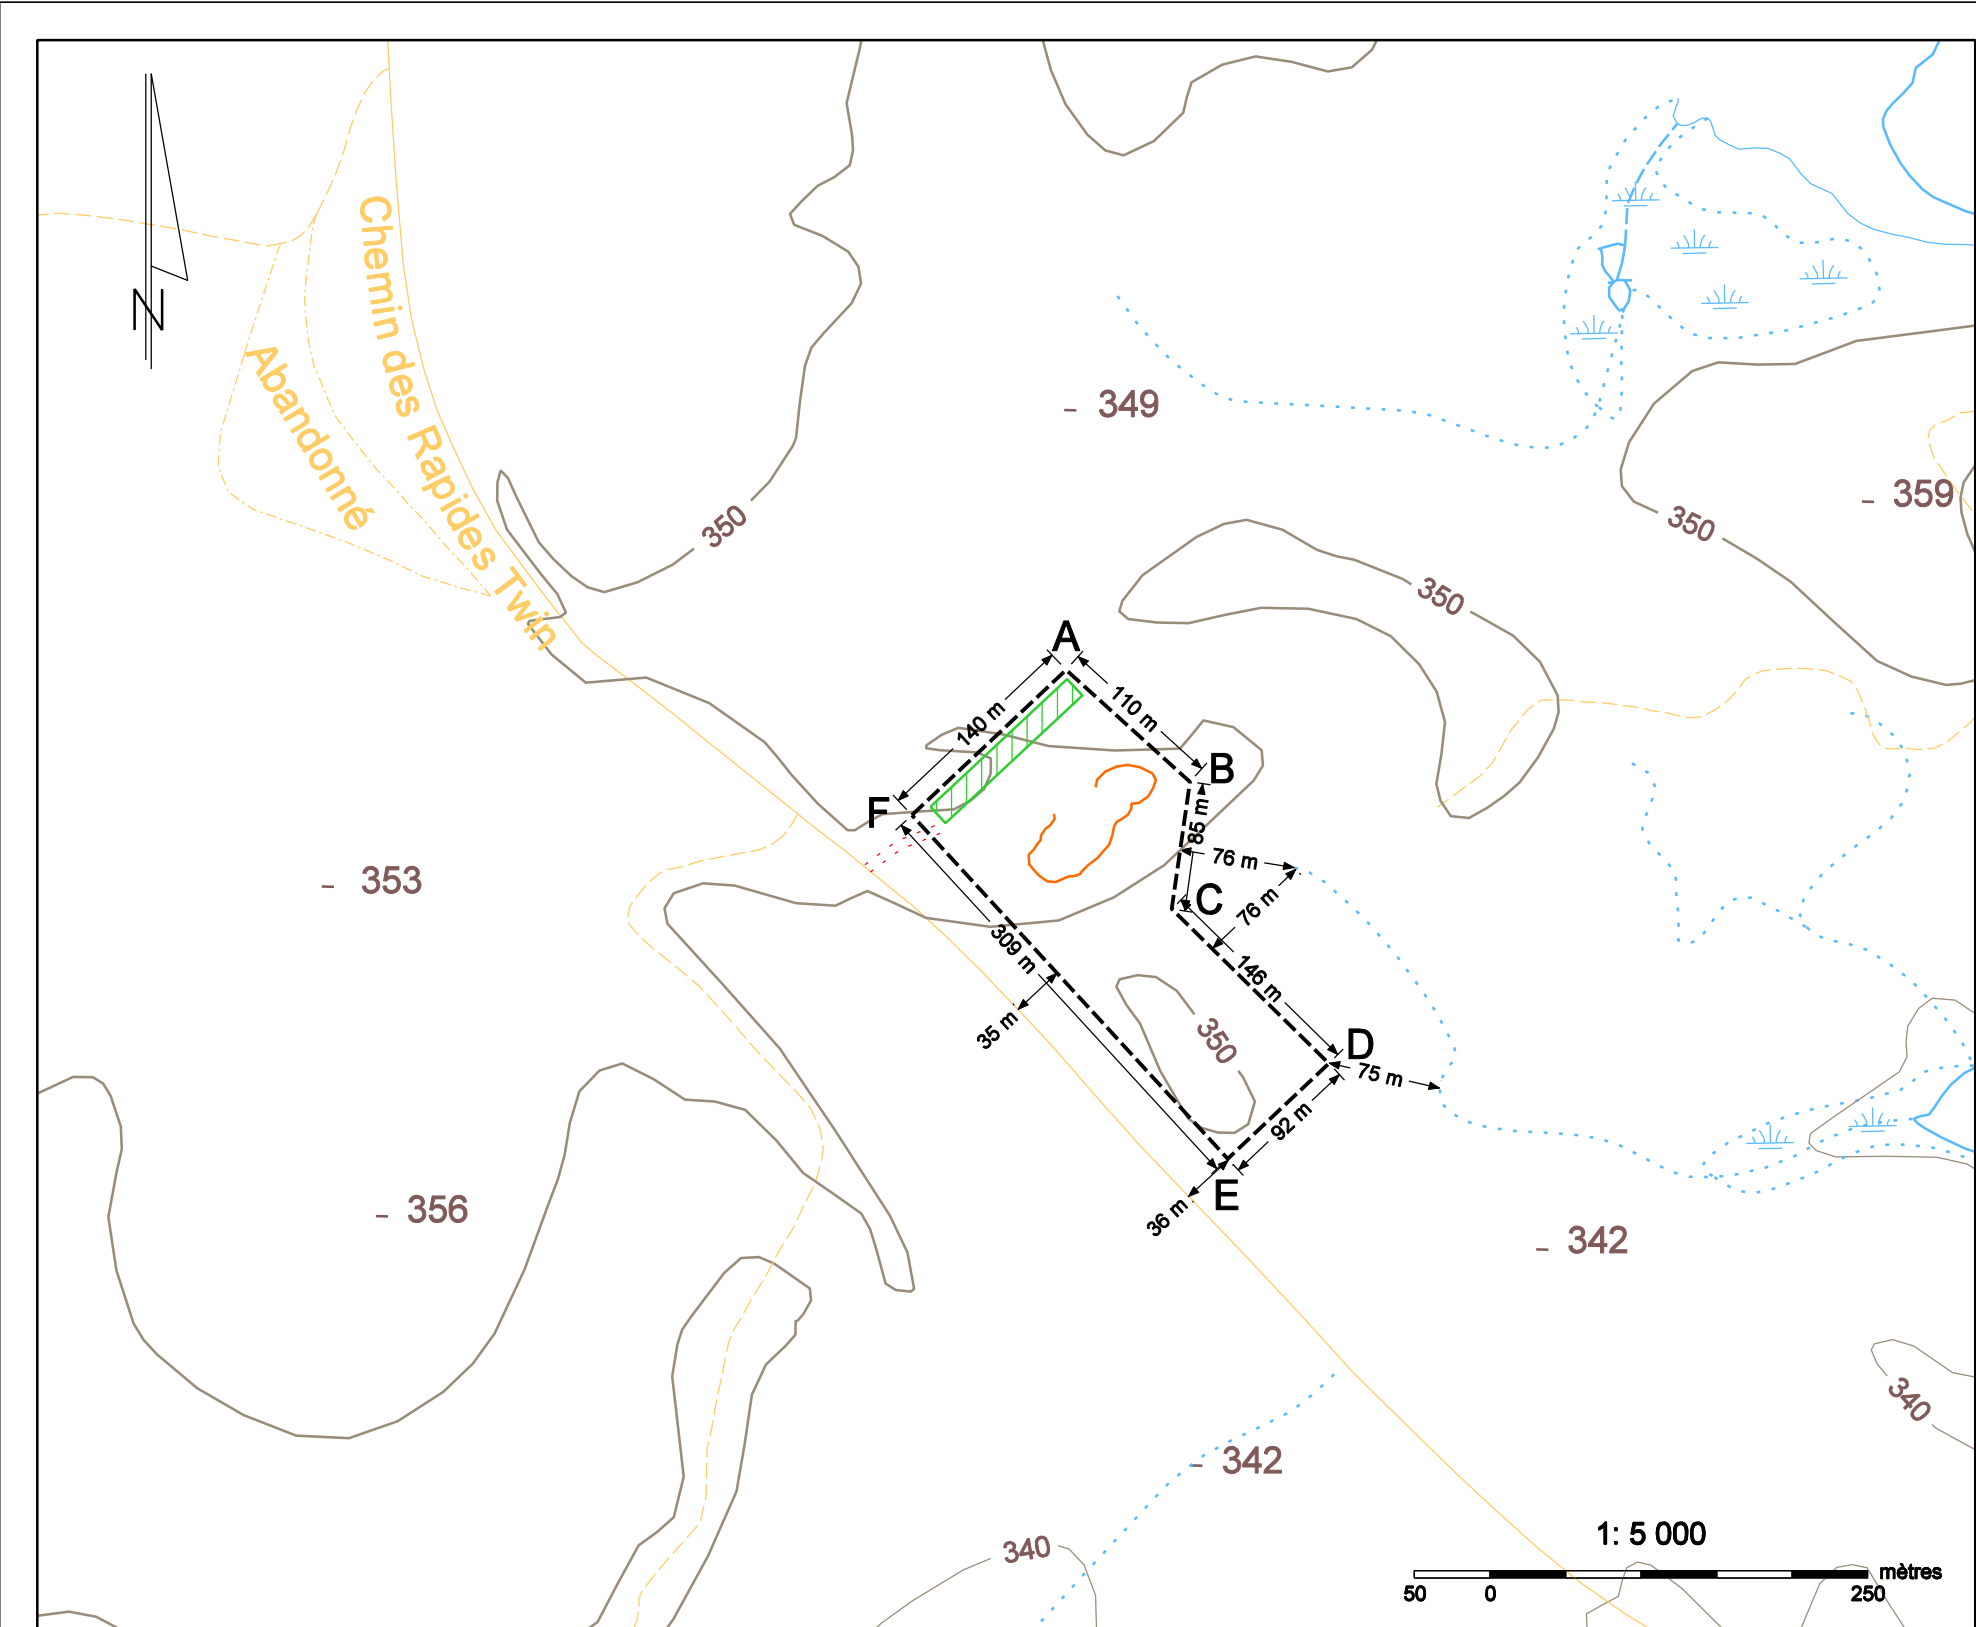 N
Chemin des Rapides Twin
Abandonné
349
350
359
350
350
A
140 m
110 m
B
F
85 m
76 m
353
C
76 m
309 m
146 m
35 m
350
D
75 m
92 m
E
36 m
356
342
340
342
340
1: 5 000
mètres
50 0 250